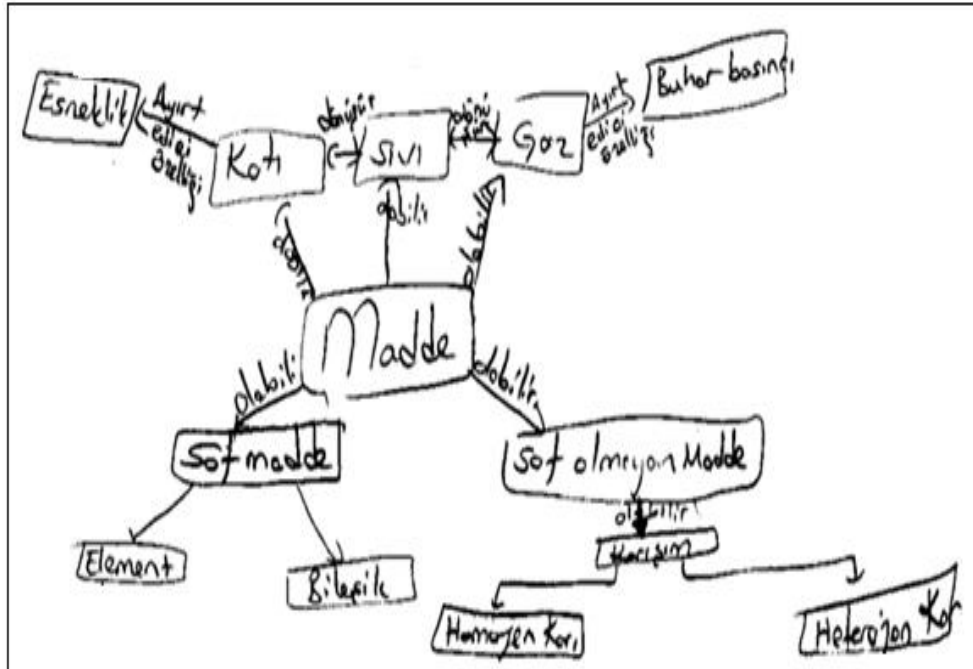 Esneklik
Ayırt
edici
özelliği
Katı
dönüşür
Sıvı
Gaz
Ayırt
edici
özelliği
Buhar basıncı
olabilir
olabilir
olabilir
Madde
olabilir
olabilir
Saf madde
Saf olmayan Madde
olabilir
Element
Bileşik
Karışım
Homojen Karı
Heterojen Kar